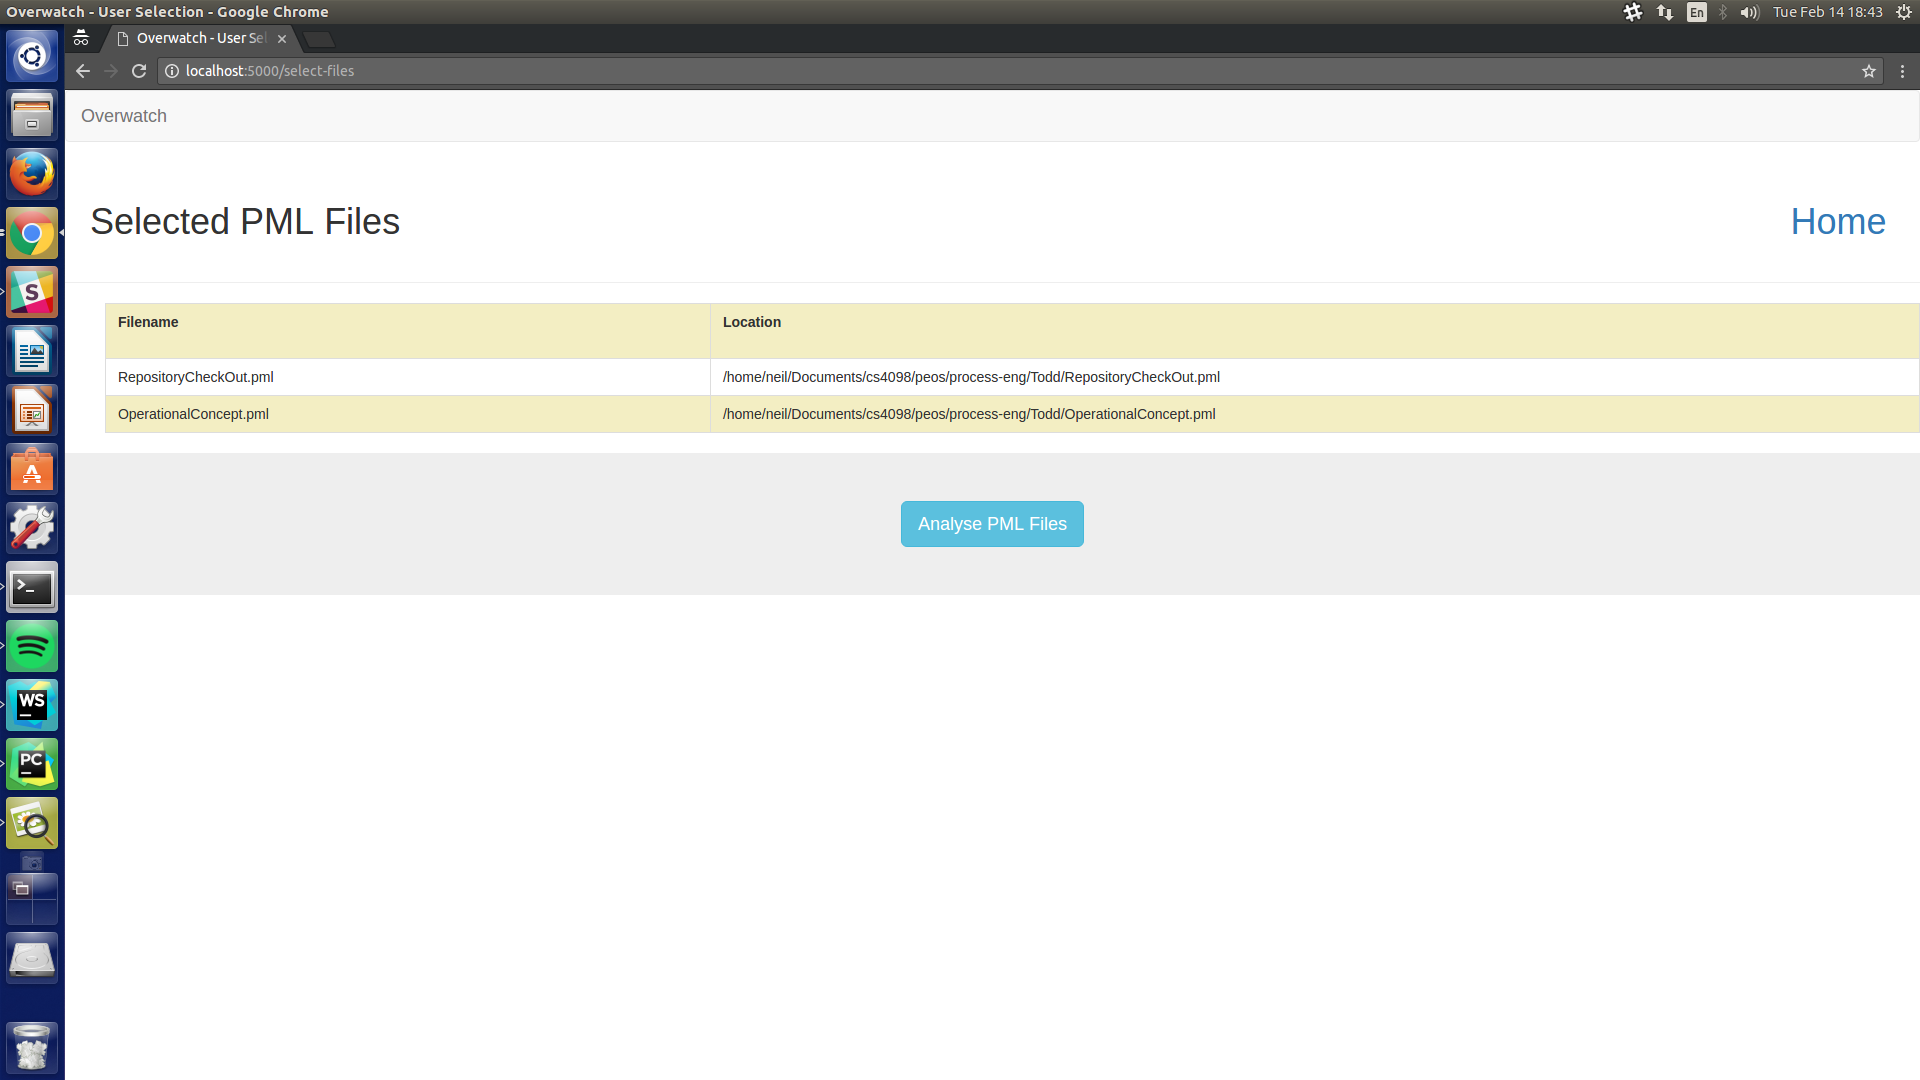 Overwatch - User Selection - Google Chrome
En
Tue Feb 14 18:43
Overwatch - User Sel
localhost:5000/select-files
Overwatch
Selected PML Files
Home
Filename
Location
RepositoryCheckOut.pml
/home/neil/Documents/cs4098/peos/process-eng/Todd/RepositoryCheckOut.pml
OperationalConcept.pml
/home/neil/Documents/cs4098/peos/process-eng/Todd/OperationalConcept.pml
Analyse PML Files
S
A
>_
WS
PC